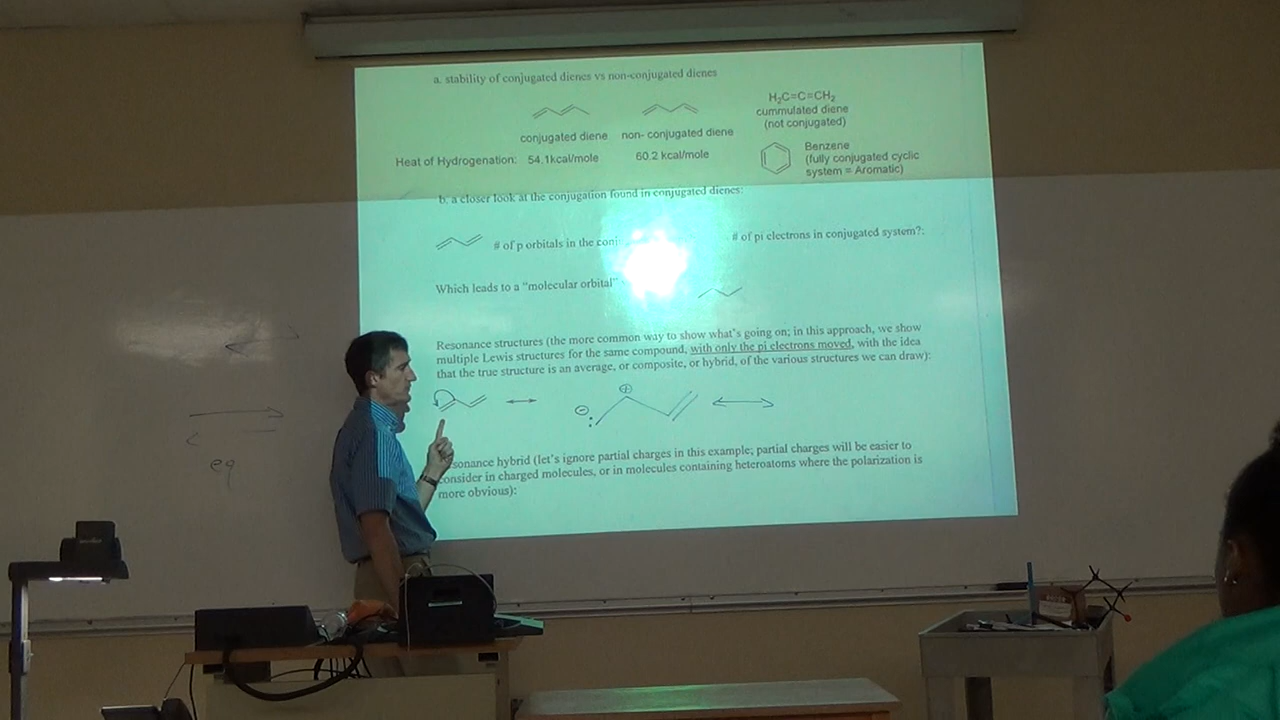 a. stability of conjugated dienes vs non-conjugated dienes
H₂C=C=CH₂
cummulated diene
(not conjugated)
conjugated diene non- conjugated diene
Heat of Hydrogenation: 54.1kcal/mole 60.2 kcal/mole
Benzene
(fully conjugated cyclic
system = Aromatic)
b. a closer look at the conjugation found in conjugated dienes:
# of p orbitals in the # of pi electrons in conjugated system?:
Which leads to a “molecular orbital”
Resonance structures (the more common way to show what's going on; in this approach, we show
multiple Lewis structures for the same compound, with only the pi electrons moved, with the idea
that the true structure is an average, or composite, or hybrid, of the various structures we can draw):
⊕
⊖
hybrid (let's ignore partial charges in this example; partial charges will be easier to
consider in charged molecules, or in molecules containing heteroatoms where the polarization is
more obvious):
eq